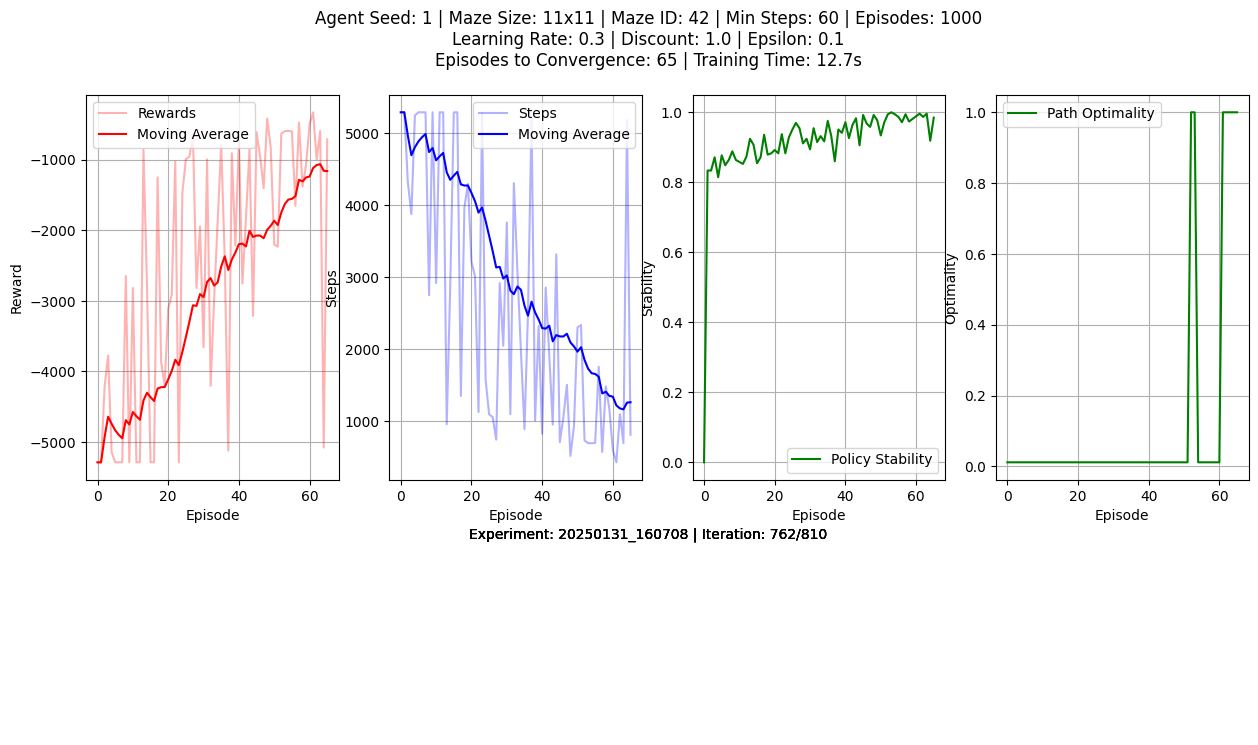 Agent Seed: 1 | Maze Size: 11x11 | Maze ID: 42 | Min Steps: 60 | Episodes: 1000
Learning Rate: 0.3 | Discount: 1.0 | Epsilon: 0.1
Episodes to Convergence: 65 | Training Time: 12.7s
Rewards
Moving Average
−1000
−2000
−3000
−4000
−5000
0
20
40
60
Reward
Episode
Steps
Moving Average
5000
4000
3000
2000
1000
0
20
40
60
Steps
Episode
1.0
0.8
0.6
0.4
0.2
0.0
0
20
40
60
Stability
Policy Stability
Episode
Path Optimality
1.0
0.8
0.6
0.4
0.2
0.0
0
20
40
60
Optimality
Episode
Experiment: 20250131_160708 | Iteration: 762/810